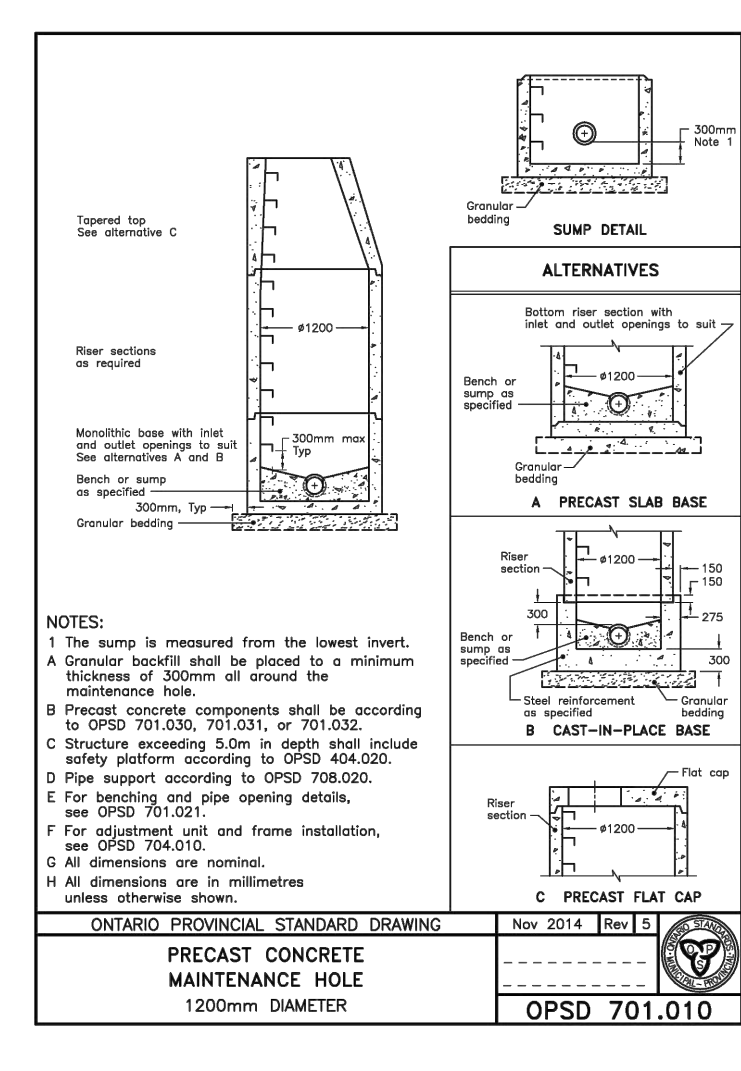 Tapered top
See alternative C
ø1200
Riser sections
as required
Monolithic base with inlet
and outlet openings to suit
See alternatives A and B
300mm max
Typ
Bench or sump
as specified
300mm, Typ
Granular bedding
300mm
Note 1
Granular
bedding
SUMP DETAIL
ALTERNATIVES
Bottom riser section with
inlet and outlet openings to suit
ø1200
Bench or
sump as
specified
Granular
bedding
A PRECAST SLAB BASE
Riser
section
ø1200
150
150
300
275
Bench or
sump as
specified
300
Steel reinforcement
as specified
Granular
bedding
B CAST-IN-PLACE BASE
Flat cap
Riser
section
ø1200
C PRECAST FLAT CAP
NOTES:
1 The sump is measured from the lowest invert.
A Granular backfill shall be placed to a minimum
thickness of 300mm all around the
maintenance hole.
B Precast concrete components shall be according
to OPSD 701.030, 701.031, or 701.032.
C Structure exceeding 5.0m in depth shall include
safety platform according to OPSD 404.020.
D Pipe support according to OPSD 708.020.
E For benching and pipe opening details,
see OPSD 701.021.
F For adjustment unit and frame installation,
see OPSD 704.010.
G All dimensions are nominal.
H All dimensions are in millimetres
unless otherwise shown.
ONTARIO PROVINCIAL STANDARD DRAWING
Nov 2014 Rev 5
PRECAST CONCRETE
MAINTENANCE HOLE
1200mm DIAMETER
ONTARIO STANDARDS
MUNICIPAL - PROVINCIAL
O P
S
OPSD 701.010